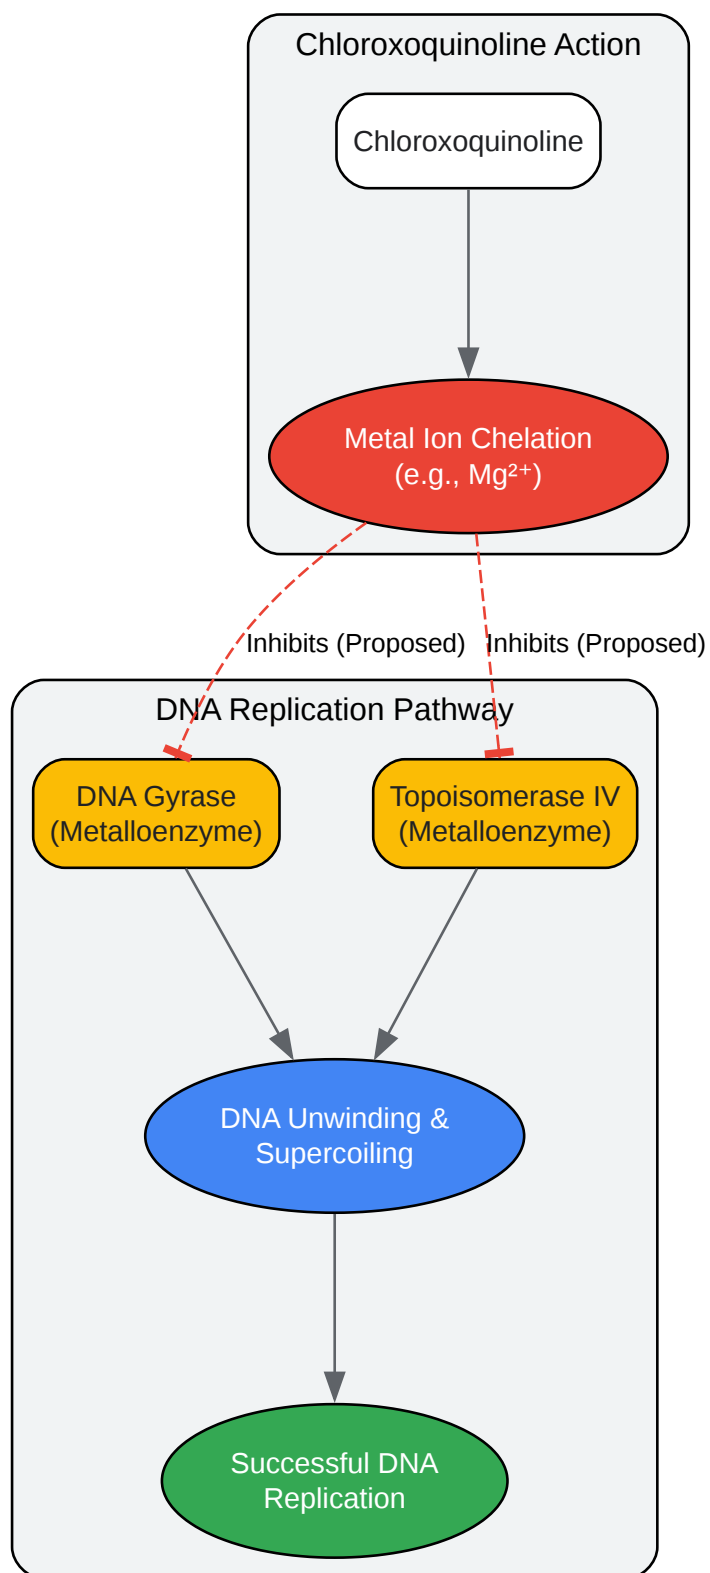 Chloroxoquinoline Action
Chloroxoquinoline
Metal Ion Chelation
(e.g., Mg²⁺)
Inhibits (Proposed)
Inhibits (Proposed)
DNA Replication Pathway
DNA Gyrase
(Metalloenzyme)
Topoisomerase IV
(Metalloenzyme)
DNA Unwinding &
Supercoiling
Successful DNA
Replication